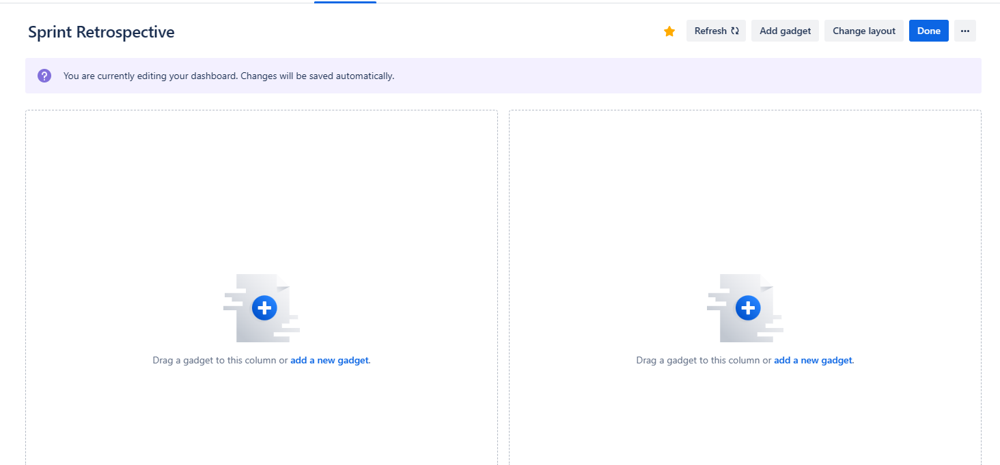 Sprint Retrospective
Refresh
Add gadget
Change layout
Done
You are currently editing your dashboard. Changes will be saved automatically.
Drag a gadget to this column or add a new gadget.
Drag a gadget to this column or add a new gadget.